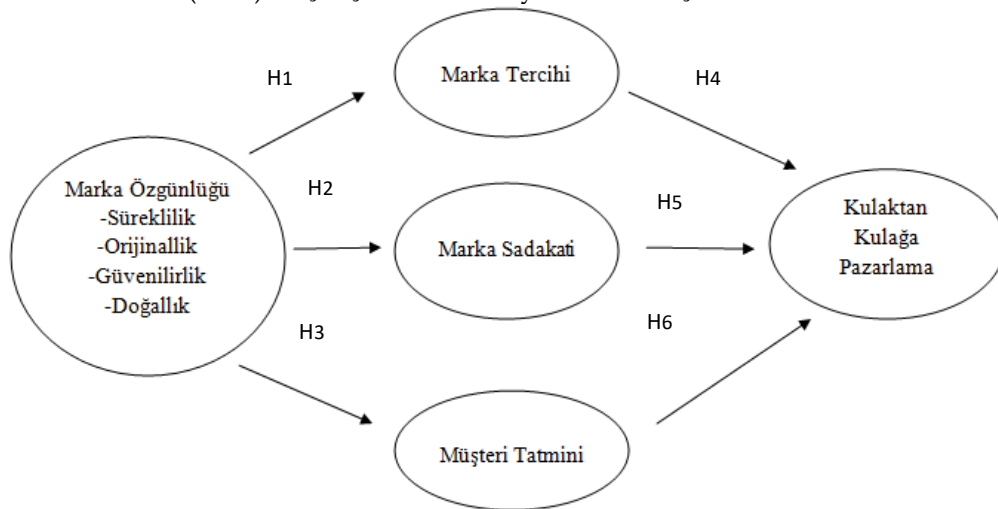 H1
Marka Tercihi
H4
Marka Özgünlüğü
-Süreklilik
-Orijinallik
-Güvenilirlik
-Doğallık
H2
Marka Sadakati
H5
Kulaktan
Kulağa
Pazarlama
H3
H6
Müşteri Tatmini